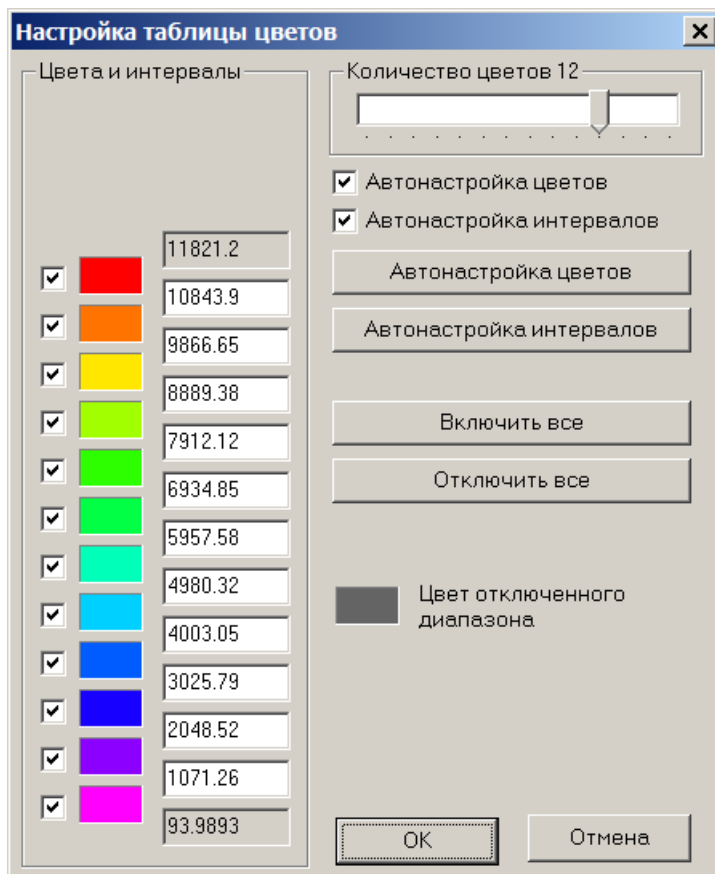 Настройка таблицы цветов
Цвета и интервалы
11821.2
10843.9
9866.65
8889.38
7912.12
6934.85
5957.58
4980.32
4003.05
3025.79
2048.52
1071.26
93.9893
Количество цветов 12
Автонастройка цветов
Автонастройка интервалов
Автонастройка цветов
Автонастройка интервалов
Включить все
Отключить все
Цвет отключенного
диапазона
OK
Отмена